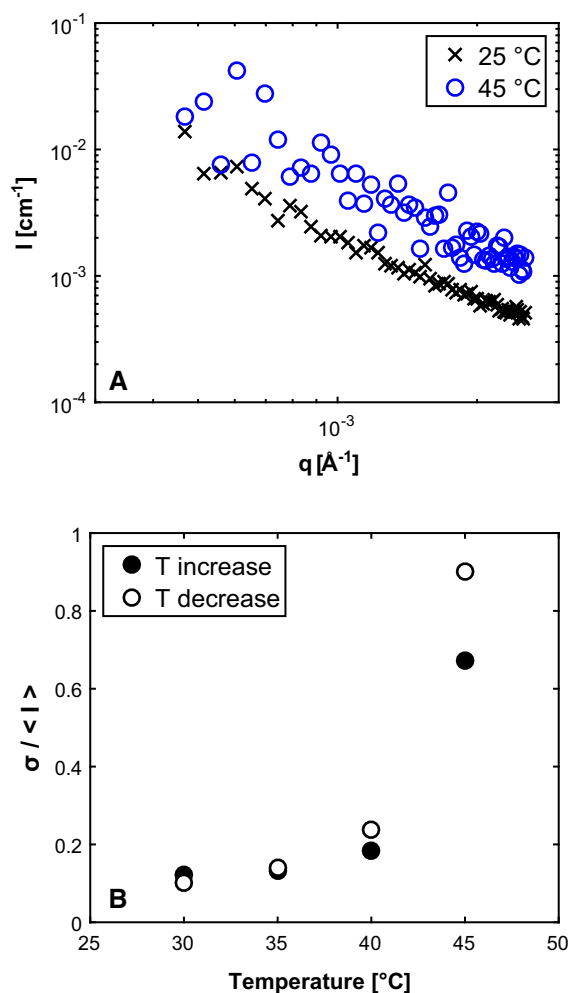 10⁻¹
25 °C
45 °C
10⁻²
I [cm⁻¹]
10⁻³
A
10⁻⁴
10⁻³
q [Å⁻¹]
1
T increase
T decrease
0.8
0.6
σ / < I >
0.4
0.2
B
0
25 30 35 40 45 50
Temperature [°C]